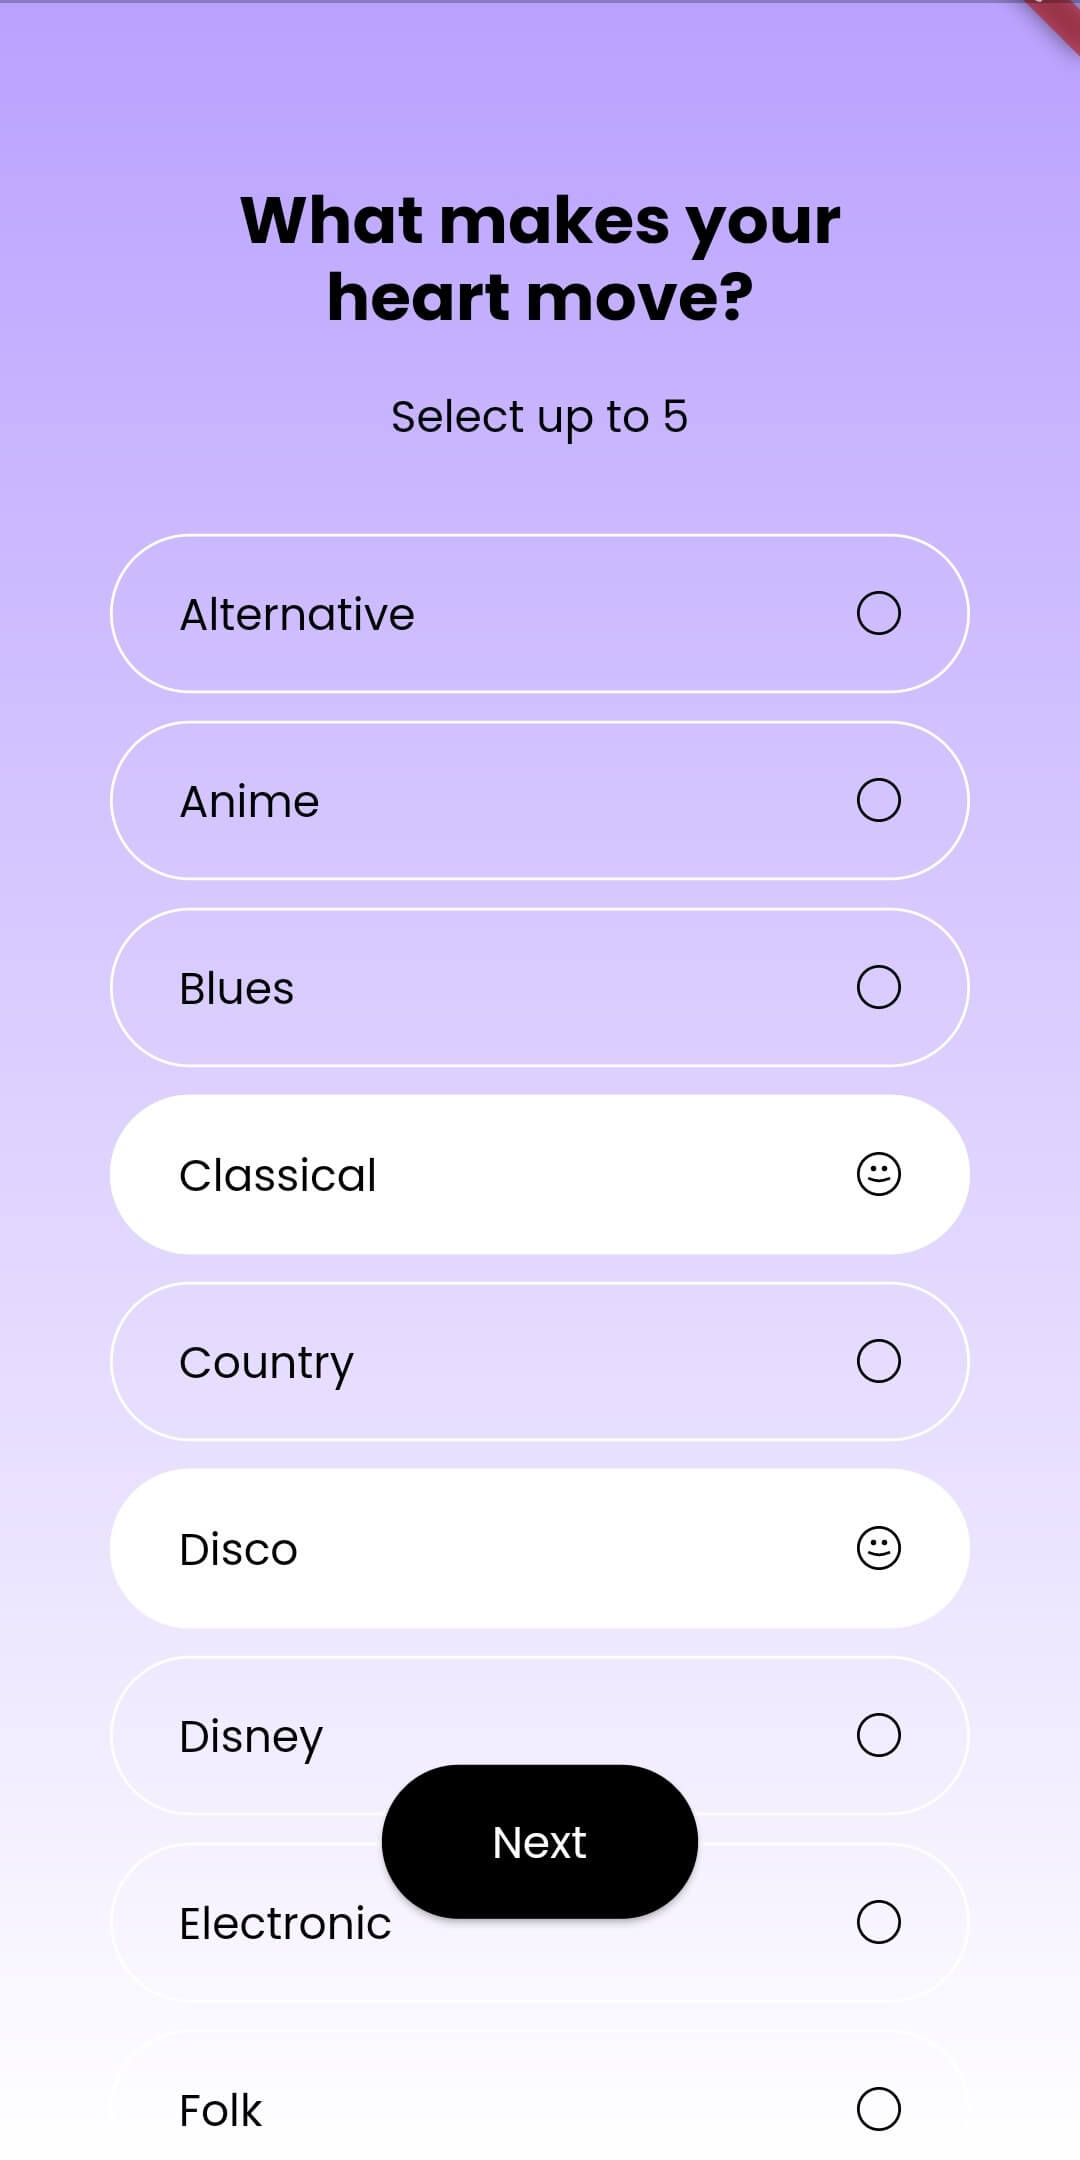 What makes your
heart move?
Select up to 5
Alternative
Anime
Blues
Classical
Country
Disco
Disney
Next
Electronic
Folk